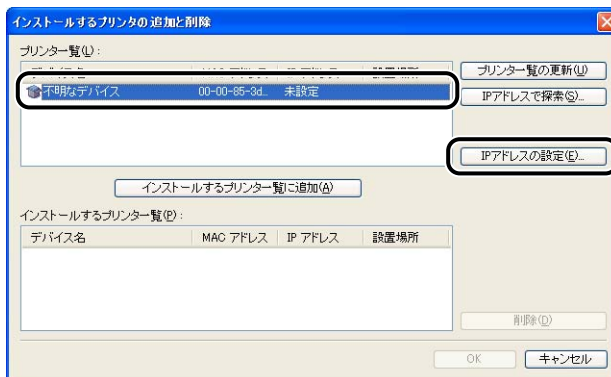 インストールするプリンタの追加と削除
プリンター覧(L):
プリンター覧の更新(U)
不明なデバイス 00-00-85-3d... 未設定
IPアドレスで探索(S)...
IPアドレスの設定(E)...
インストールするプリンター覧に追加(A)
インストールするプリンター覧(P):
デバイス名 MAC アドレス IP アドレス 設置場所
削除(D)
OK キャンセル